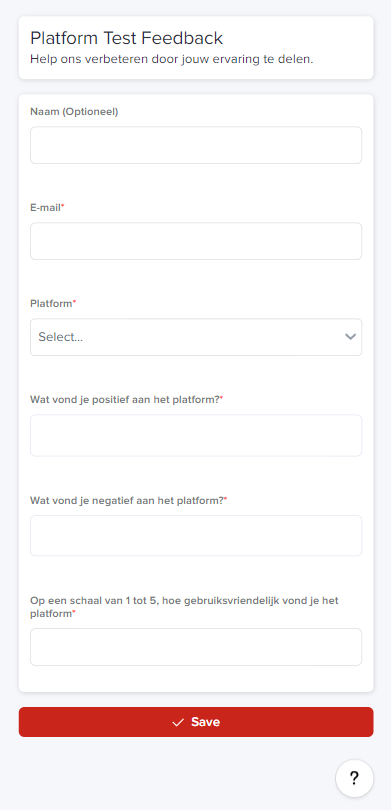 Platform Test Feedback
Help ons verbeteren door jouw ervaring te delen.
Naam (Optioneel)
E-mail*
Platform*
Select...
Wat vond je positief aan het platform?*
Wat vond je negatief aan het platform?*
Op een schaal van 1 tot 5, hoe gebruiksvriendelijk vond je het
platform*
Save
?